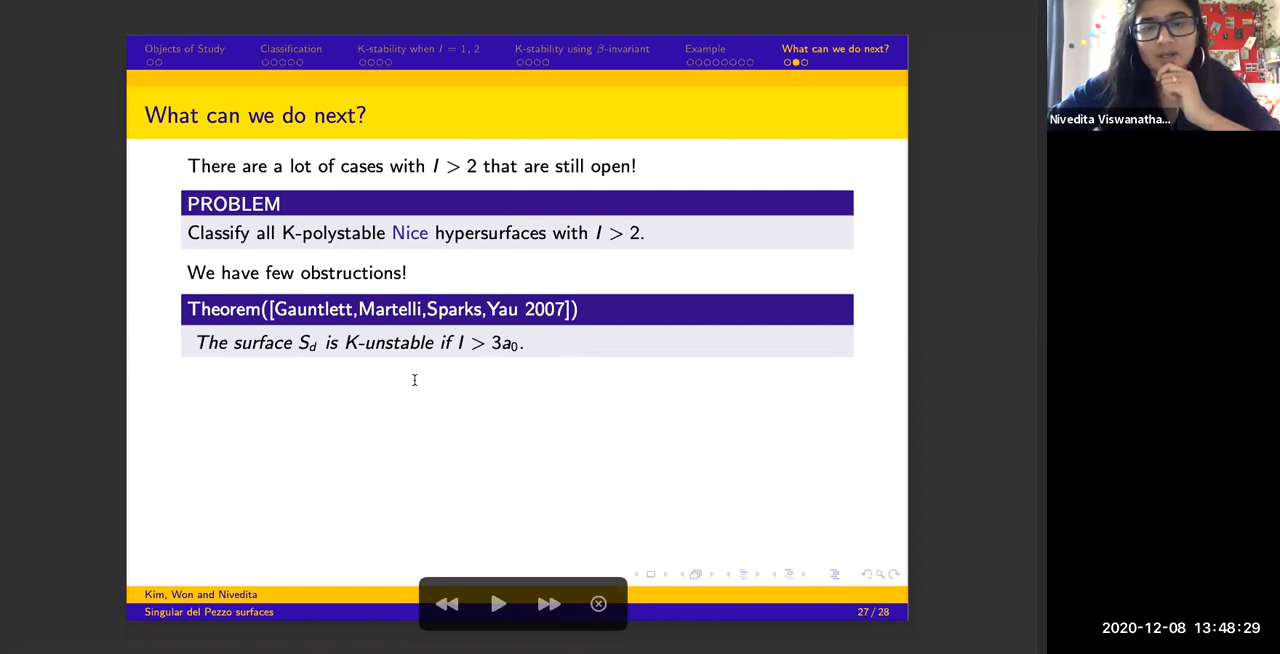 Objects of Study Classification K-stability when I = 1, 2 K-stability using β-invariant Example What can we do next?
What can we do next?
There are a lot of cases with I > 2 that are still open!
PROBLEM
Classify all K-polystable Nice hypersurfaces with I > 2.
We have few obstructions!
Theorem([Gauntlett,Martelli,Sparks,Yau 2007])
The surface S_d is K-unstable if I > 3a₀.
Kim, Won and Nivedita
Singular del Pezzo surfaces 27 / 28
Nivedita Viswanatha...
2020-12-08 13:48:29